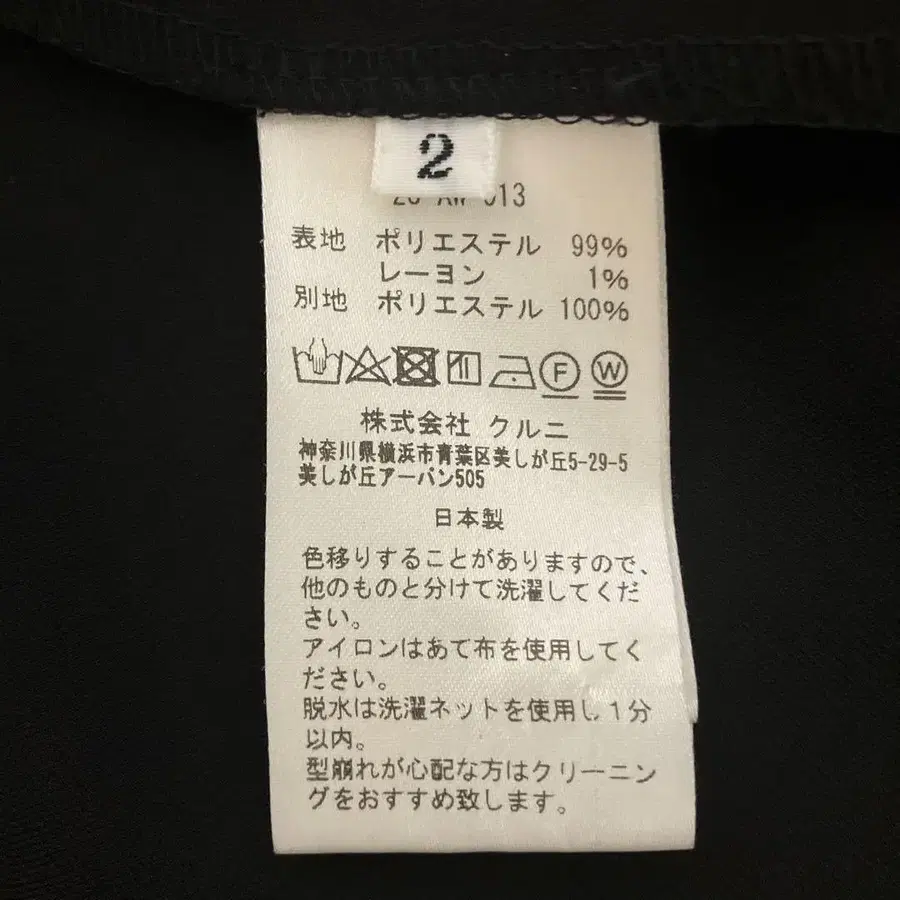 2
表地 ポリエステル 99%
レーヨン 1%
別地 ポリエステル 100%
F W
株式会社 クルニ
神奈川県横浜市青葉区美しが丘5-29-5
美しが丘アーバン505
日本製
色移りすることがありますので、
他のものと分けて洗濯してくだ
さい。
アイロンはあて布を使用してく
ださい。
脱水は洗濯ネットを使用し1分
以内。
型崩れが心配な方はクリーニン
グをおすすめ致します。